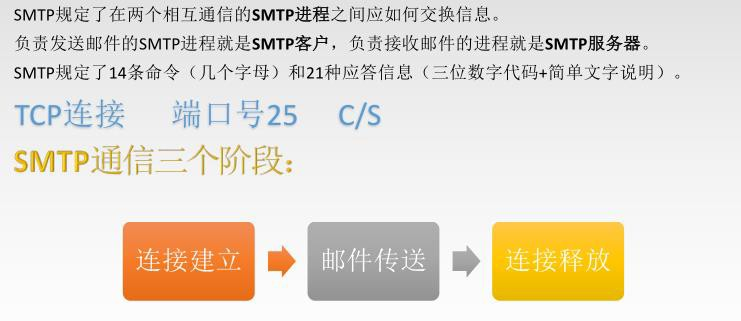 SMTP规定了在两个相互通信的SMTP进程之间应如何交换信息。
负责发送邮件的SMTP进程就是SMTP客户，负责接收邮件的进程就是SMTP服务器。
SMTP规定了14条命令（几个字母）和21种应答信息（三位数字代码+简单文字说明）。
TCP连接 端口号25 C/S
SMTP通信三个阶段：
连接建立 邮件传送 连接释放